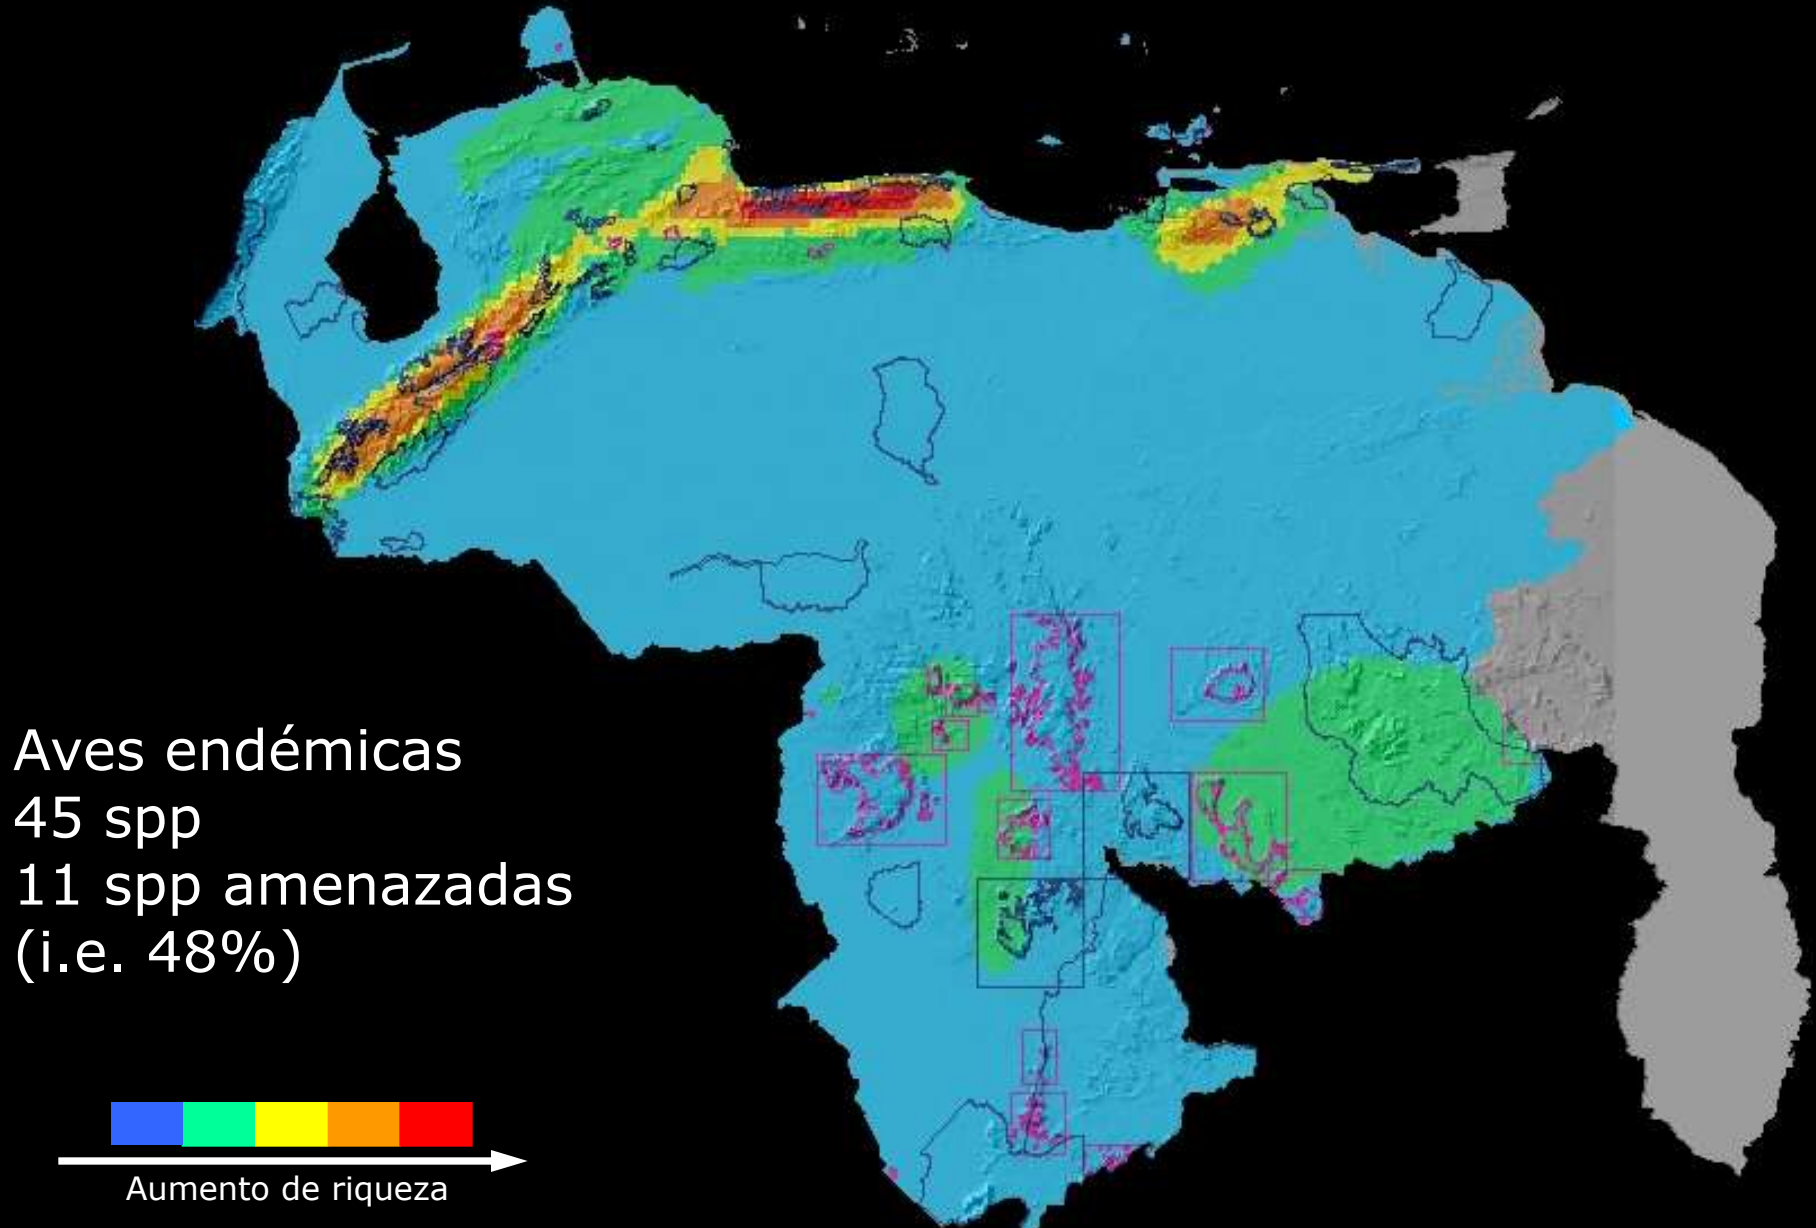 Aves endémicas
45 spp
11 spp amenazadas
(i.e. 48%)
Aumento de riqueza